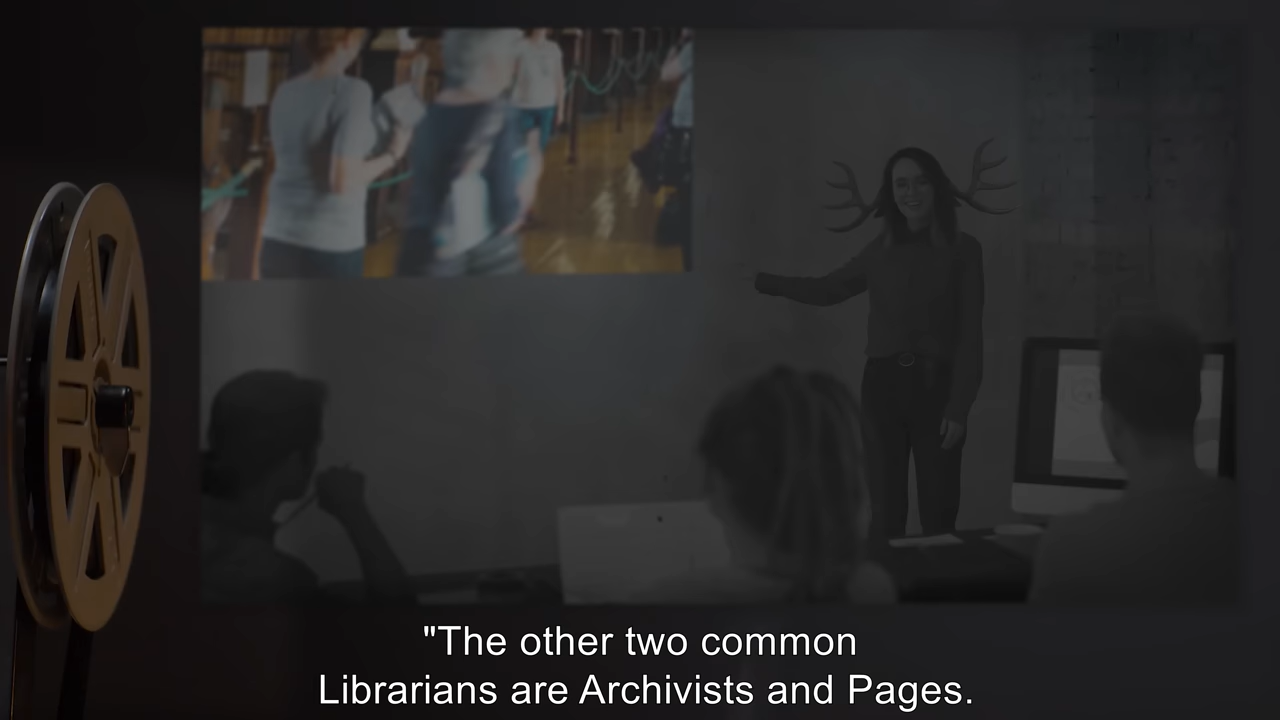 "The other two common
Librarians are Archivists and Pages.